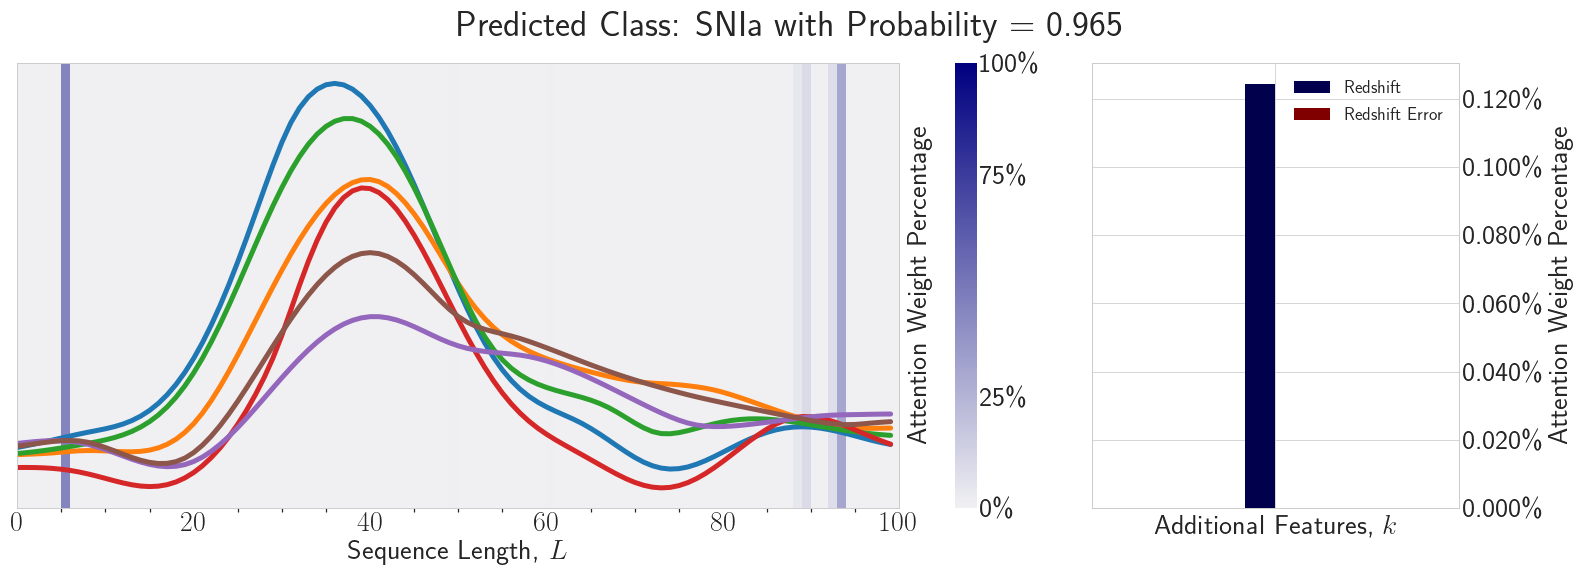 Predicted Class: SNIa with Probability = 0.965
0
20
40
60
80
100
Sequence Length, L
100%
75%
25%
0%
Attention Weight Percentage
Redshift
Redshift Error
0.120%
0.100%
0.080%
0.060%
0.040%
0.020%
0.000%
Attention Weight Percentage
Additional Features, k